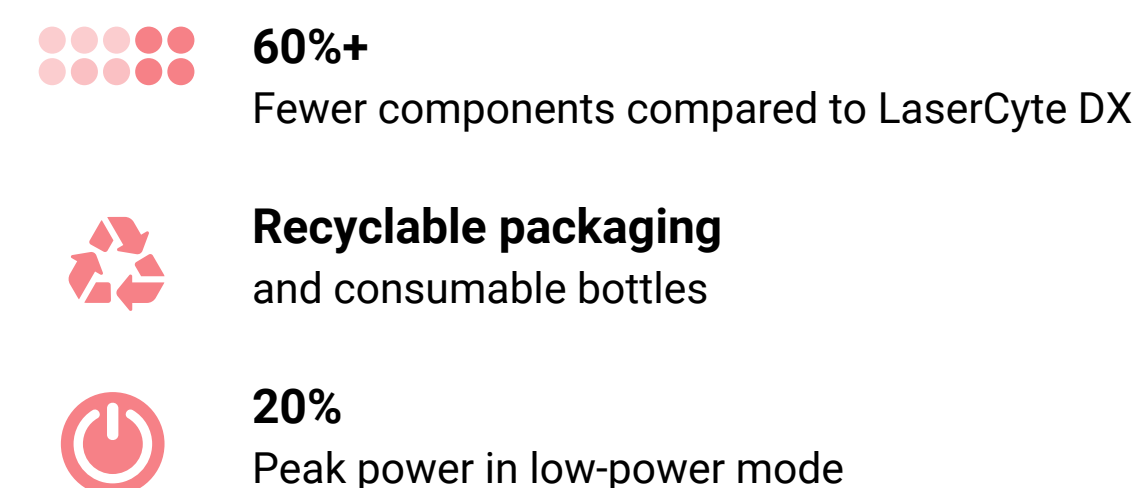 60%+
Fewer components compared to LaserCyte DX
Recyclable packaging
and consumable bottles
20%
Peak power in low-power mode